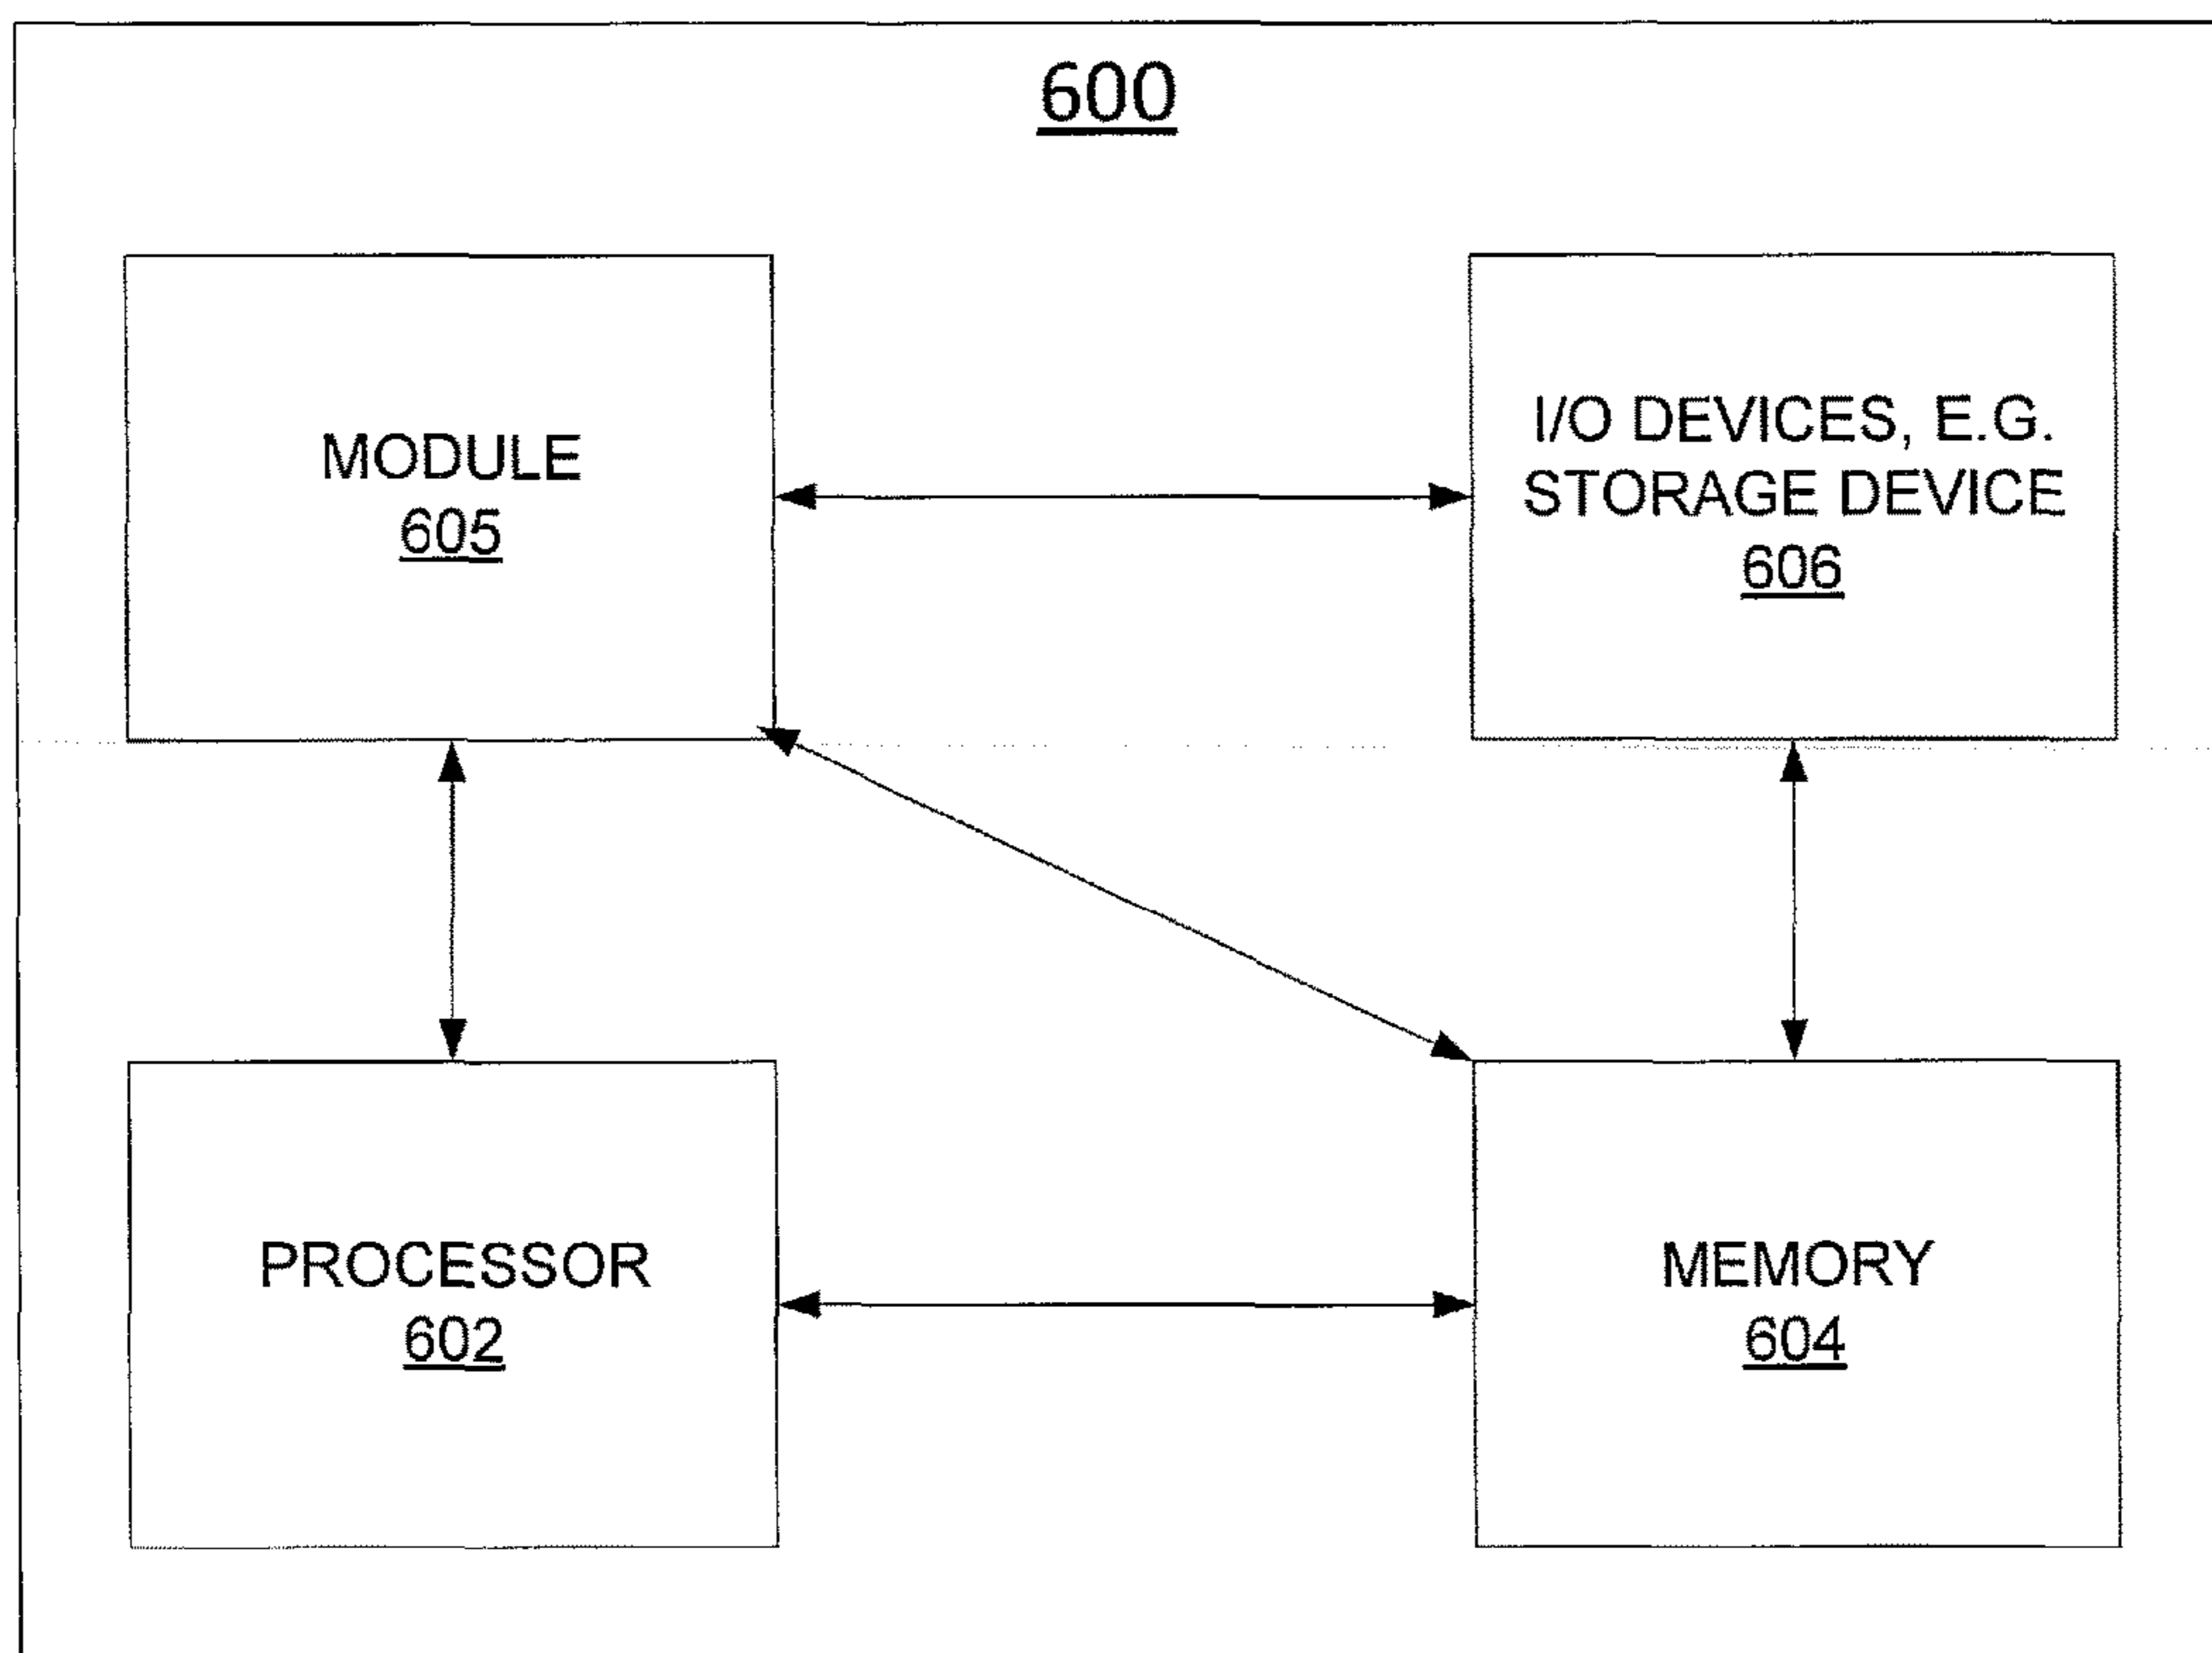 600
MODULE
605
I/O DEVICES, E.G.
STORAGE DEVICE
606
PROCESSOR
602
MEMORY
604